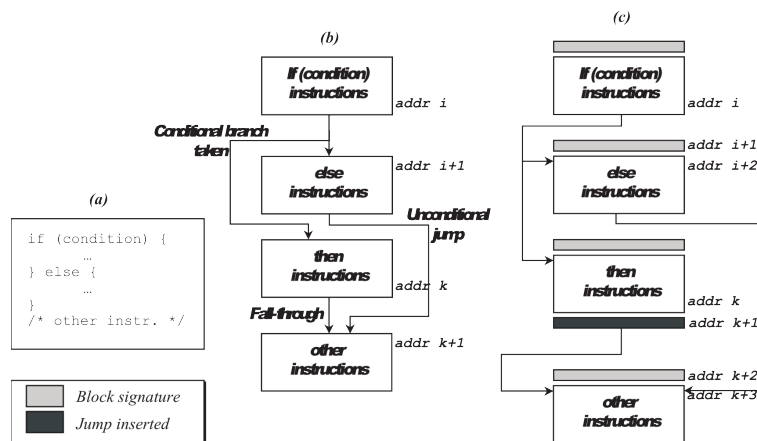 (a)
if (condition) {
…
} else {
…
}
/* other instr. */
Block signature
Jump inserted
(b)
If (condition)
instructions
addr i
Conditional branch
taken
addr i+1
else
instructions
Unconditional
jump
then
instructions
addr k
Fall-through
addr k+1
other
instructions
(c)
If (condition)
instructions
addr i
addr i+1
addr i+2
else
instructions
then
instructions
addr k
addr k+1
addr k+2
addr k+3
other
instructions